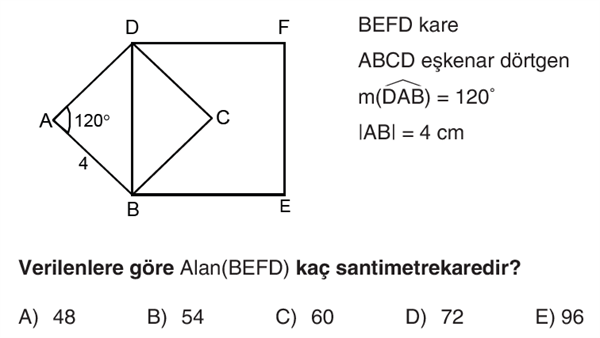 D F
BEFD kare
ABCD eşkenar dörtgen
m(DAB) = 120°
A 120° C
|AB| = 4 cm
4
B E
Verilenlere göre Alan(BEFD) kaç santimetrekaredir?
A) 48 B) 54 C) 60 D) 72 E) 96